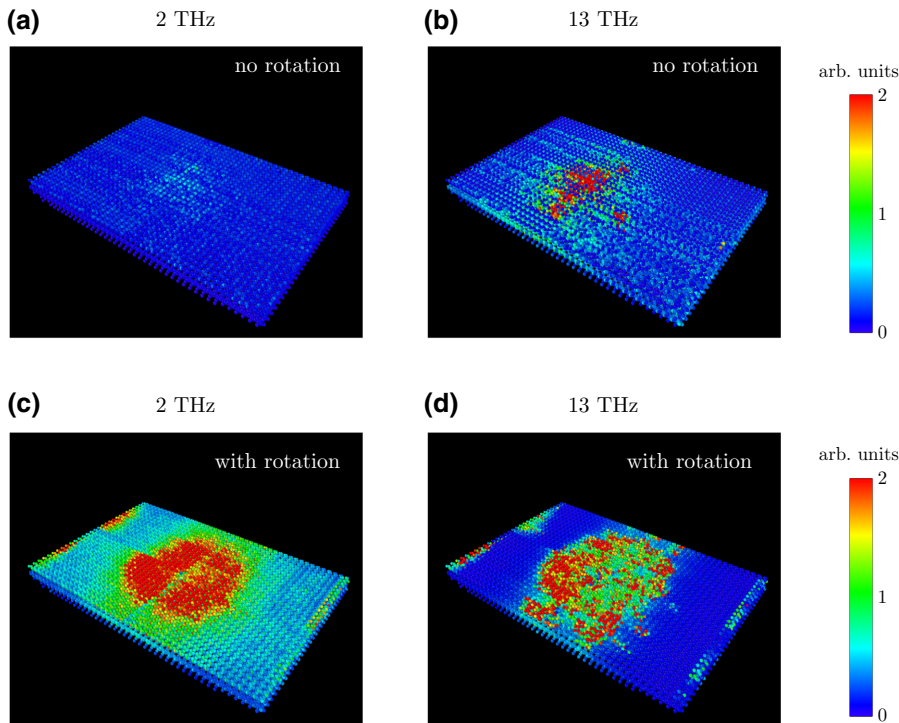 (a)
2 THz
(b)
13 THz
no rotation
no rotation
arb. units
2
1
0
(c)
2 THz
(d)
13 THz
with rotation
with rotation
arb. units
2
1
0